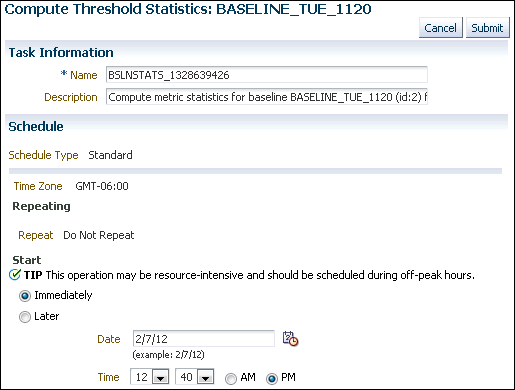 Compute Threshold Statistics: BASELINE_TUE_1120
Cancel Submit
Task Information
* Name BSLNSTATS_1328639426
Description Compute metric statistics for baseline BASELINE_TUE_1120 (id:2) f
Schedule
Schedule Type Standard
Time Zone GMT-06:00
Repeating
Repeat Do Not Repeat
Start
TIP This operation may be resource-intensive and should be scheduled during off-peak hours.
Immediately
Later
Date 2/7/12
(example: 2/7/12)
Time 12 40 AM PM